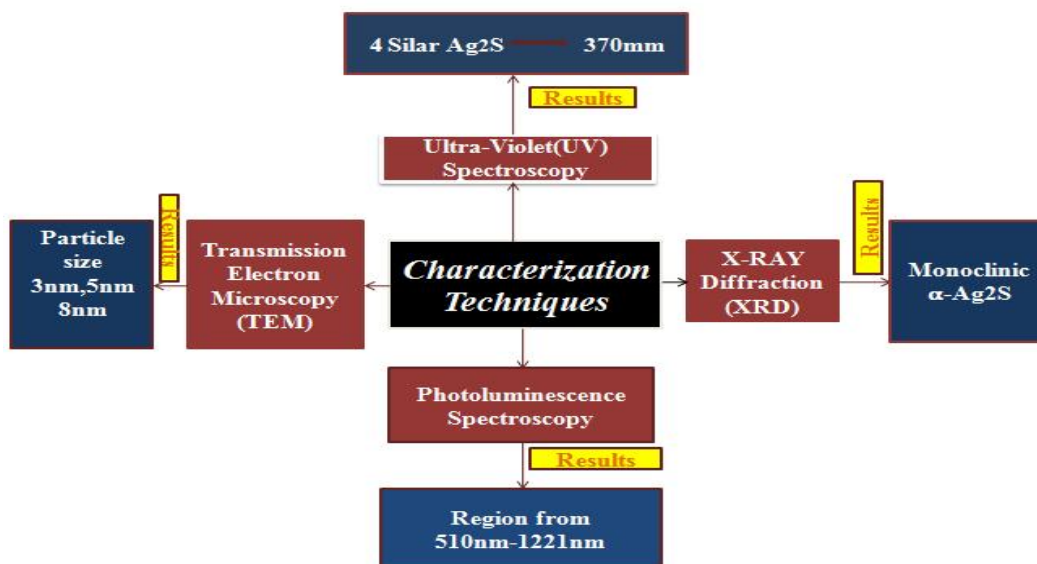 4 Silar Ag2S 370mm
Results
Ultra-Violet(UV)
Spectroscopy
Particle
size
3nm,5nm
8nm
Results
Transmission
Electron
Microscopy
(TEM)
Characterization
Techniques
X-RAY
Diffraction
(XRD)
Results
Monoclinic
α-Ag2S
Photoluminescence
Spectroscopy
Results
Region from
510nm-1221nm